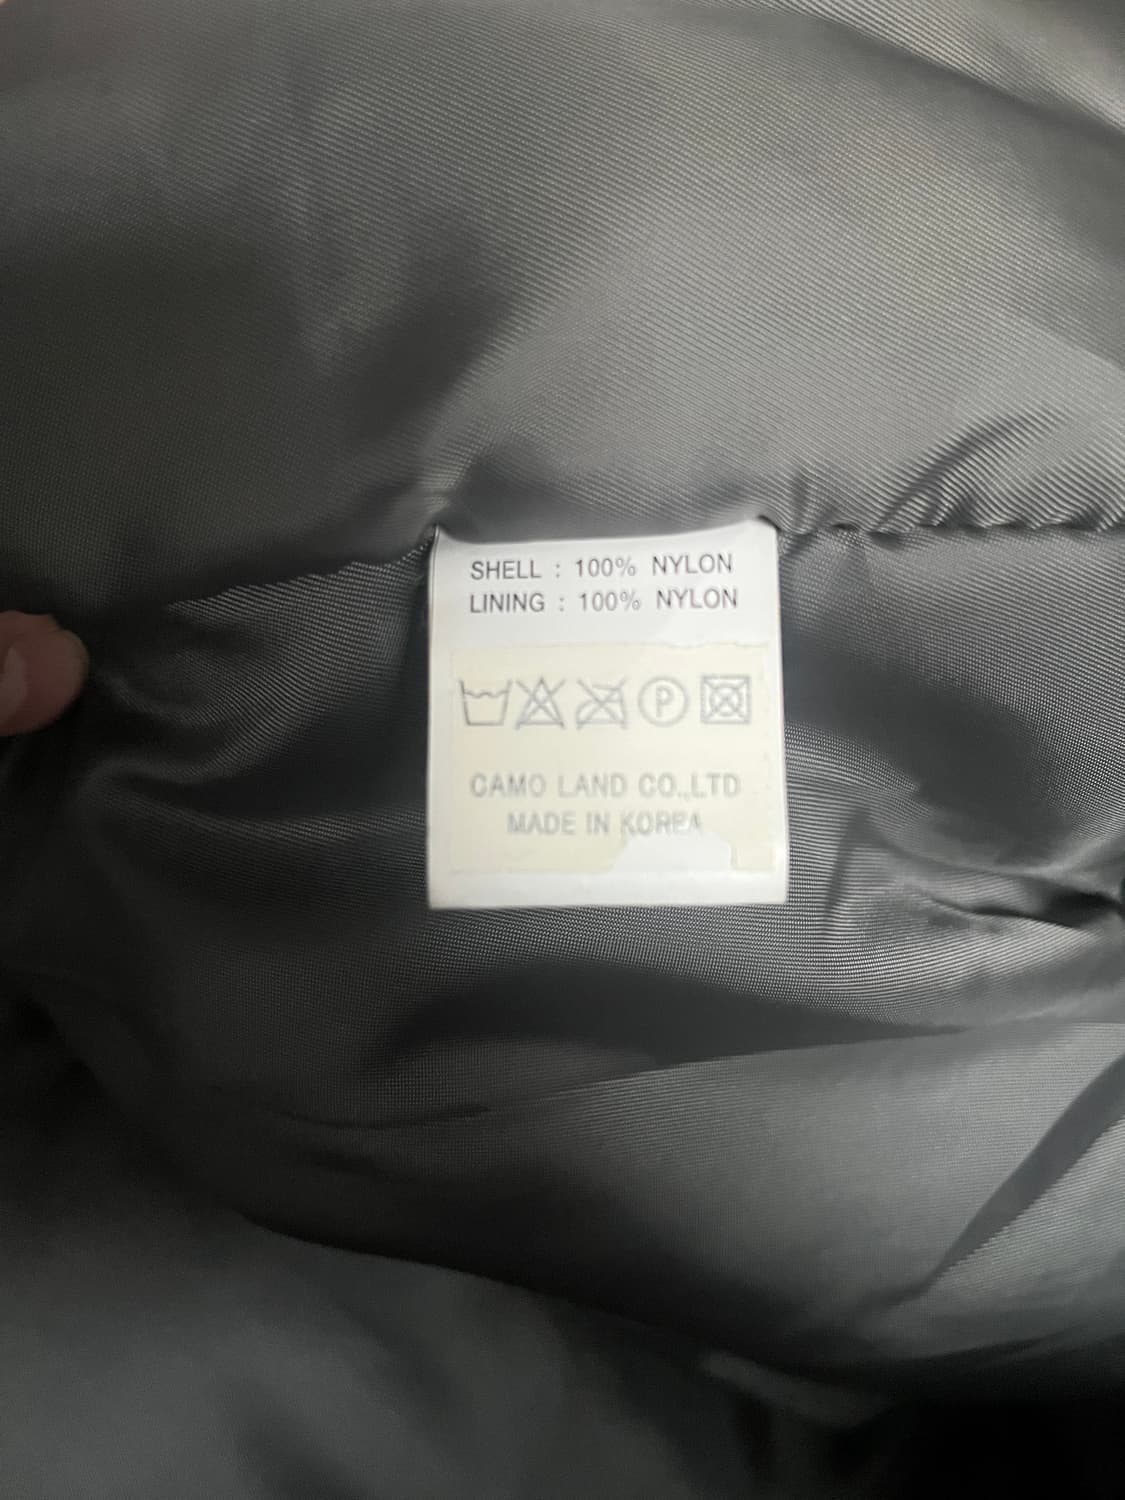 SHELL : 100% NYLON
LINING : 100% NYLON
P
CAMO LAND CO.,LTD
MADE IN KOREA